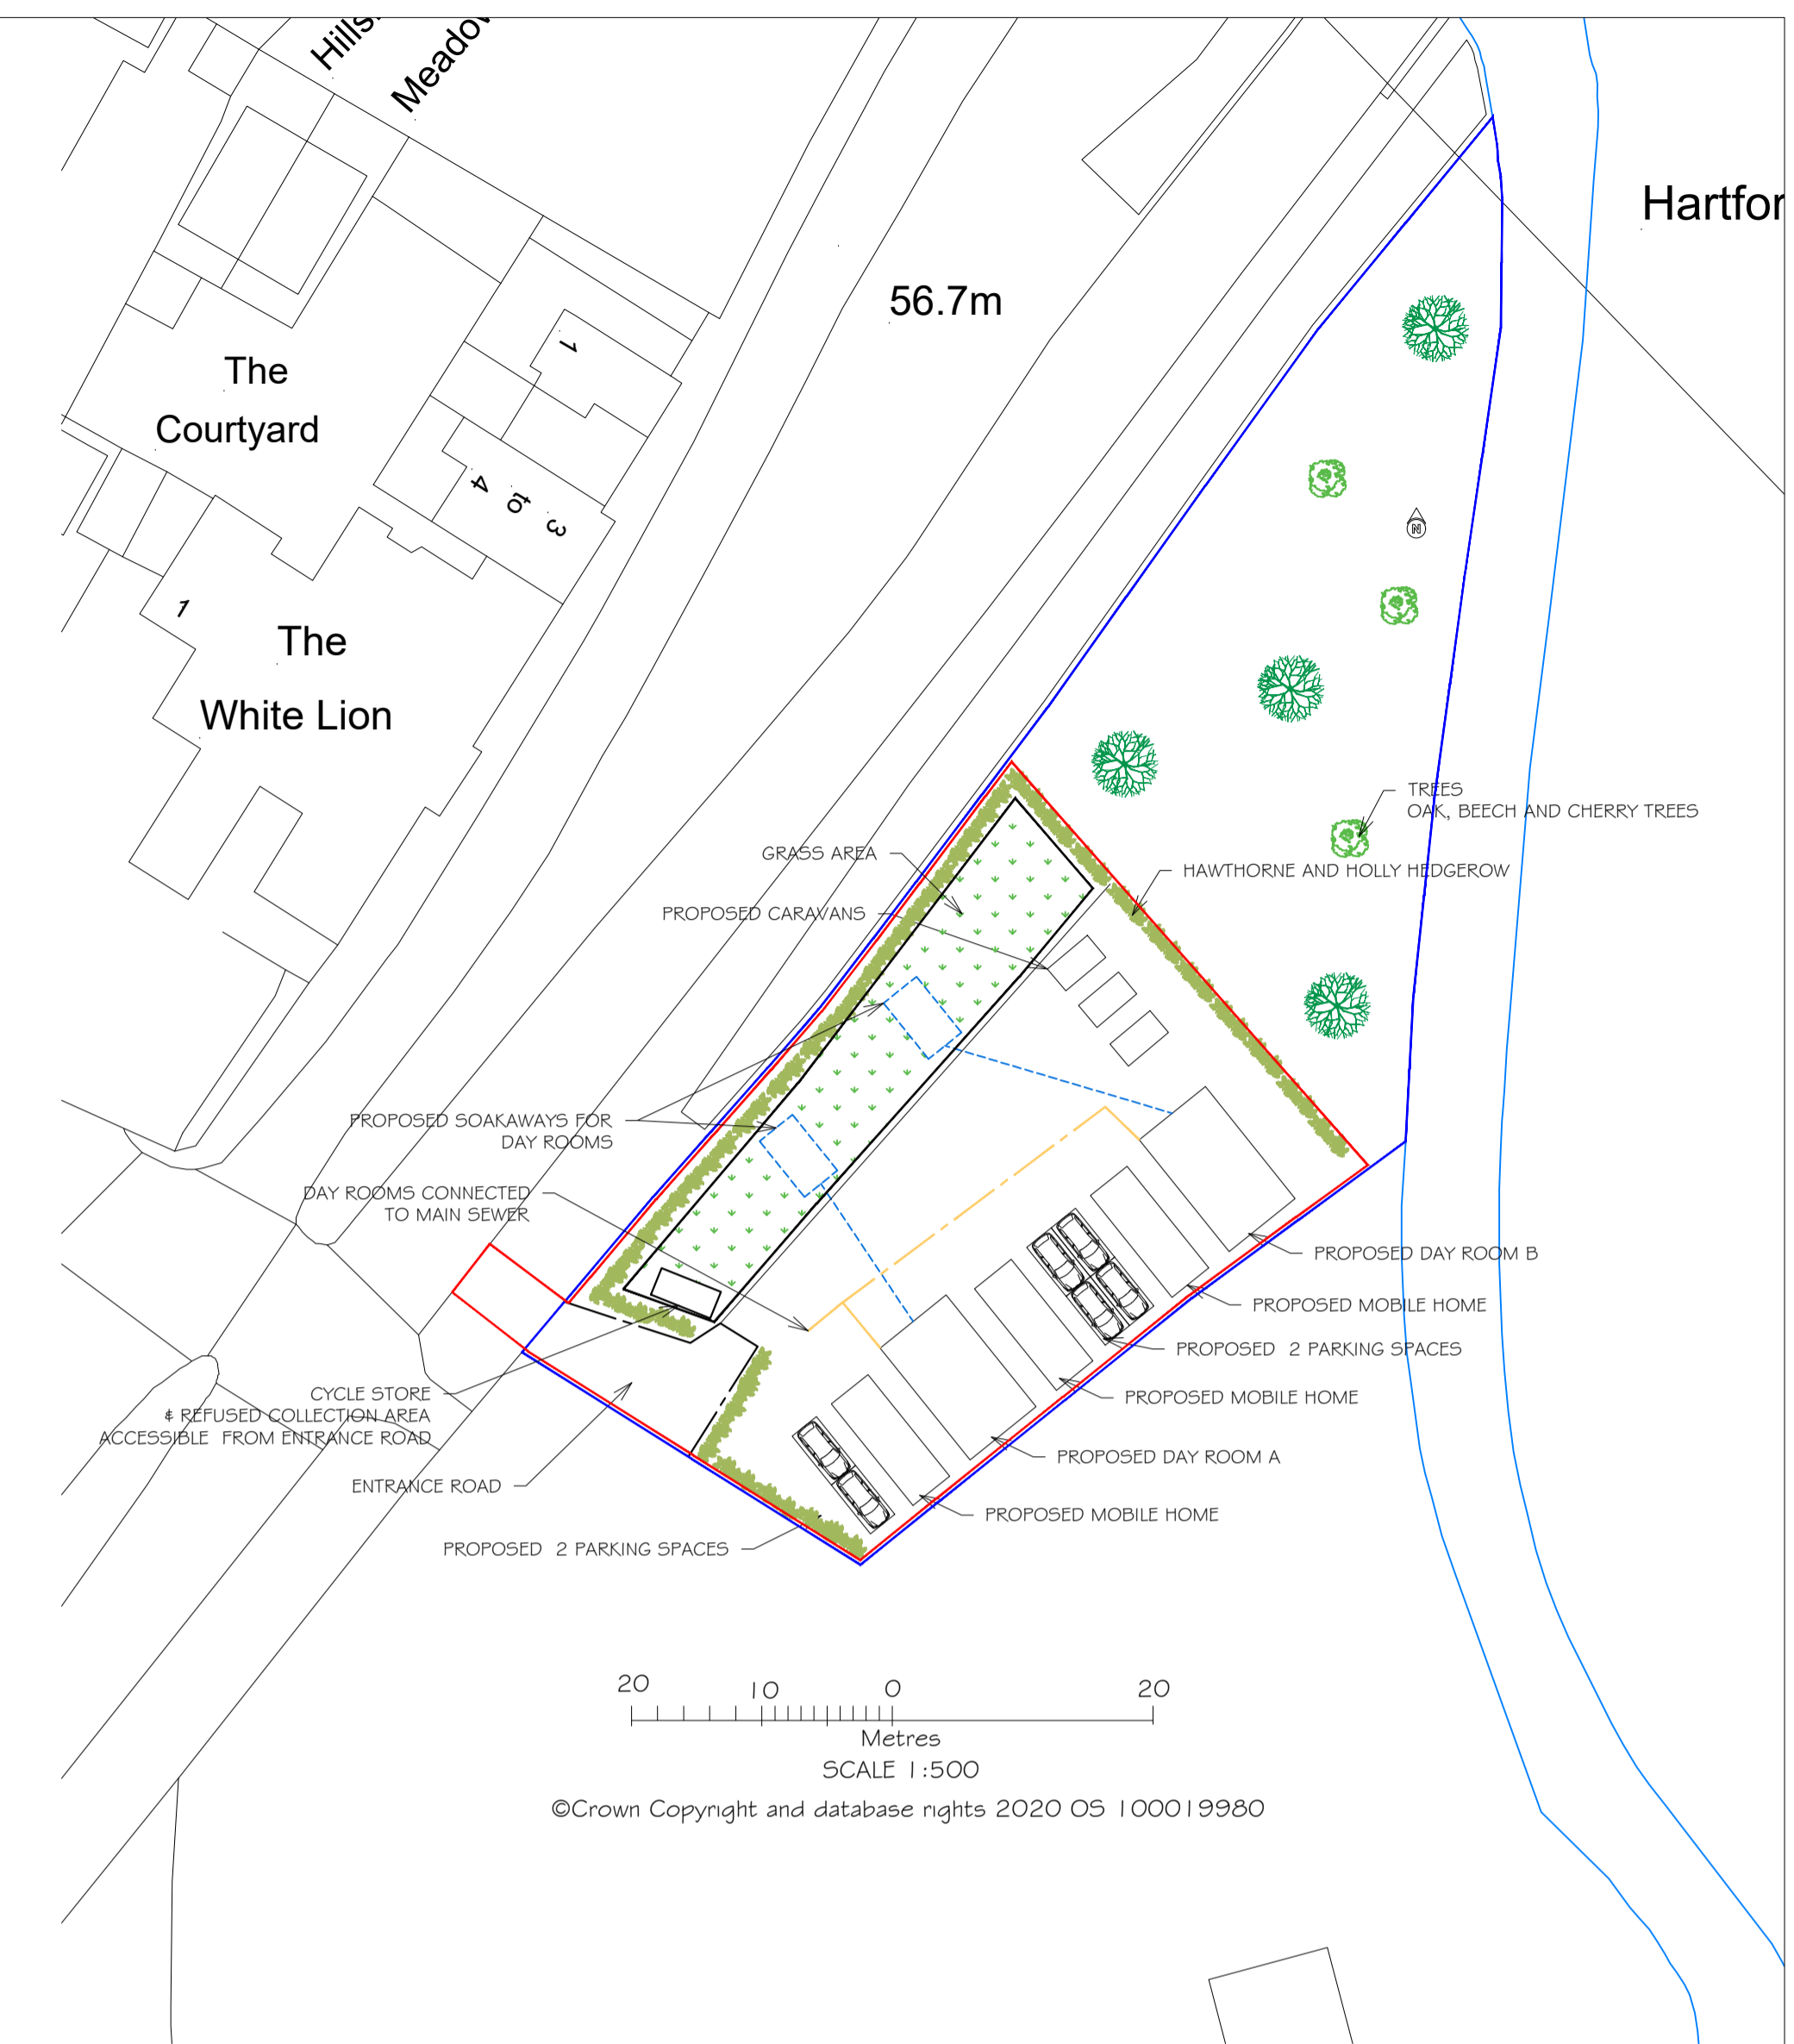 Meadow
Hartfor
56.7m
1
The
Courtyard
3
to
4
N
1
The
White Lion
TREES
OAK, BEECH AND CHERRY TREES
GRASS AREA
HAWTHORNE AND HOLLY HEDGEROW
PROPOSED CARAVANS
PROPOSED SOAKAWAYS FOR
DAY ROOMS
DAY ROOMS CONNECTED
TO MAIN SEWER
PROPOSED DAY ROOM B
PROPOSED MOBILE HOME
PROPOSED 2 PARKING SPACES
CYCLE STORE
& REFUSED COLLECTION AREA
ACCESSIBLE FROM ENTRANCE ROAD
PROPOSED MOBILE HOME
PROPOSED DAY ROOM A
ENTRANCE ROAD
PROPOSED MOBILE HOME
PROPOSED 2 PARKING SPACES
20 10 0 20
Metres
SCALE 1:500
©Crown Copyright and database rights 2020 OS 100019980